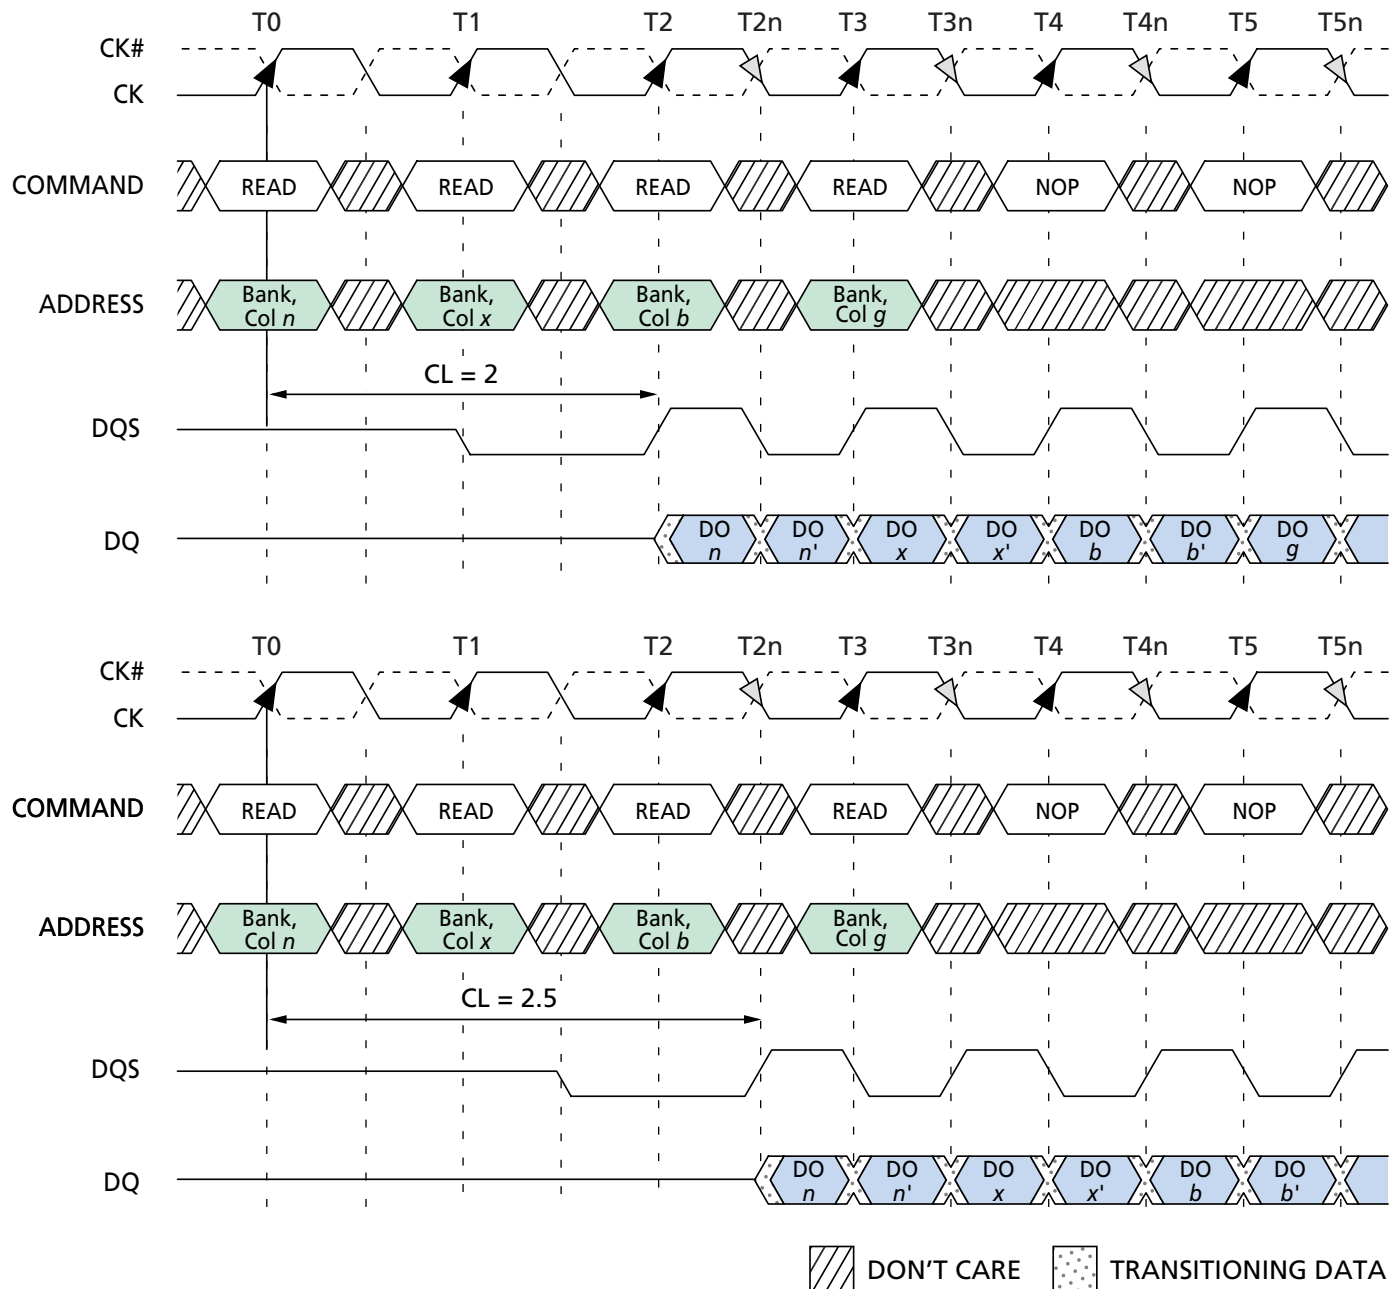 T0 T1 T2 T2n T3 T3n T4 T4n T5 T5n
CK#
CK
COMMAND READ READ READ READ NOP NOP
ADDRESS Bank, Bank, Bank, Bank,
Col n Col x Col b Col g
CL = 2
DQS
DQ DO DO DO DO DO DO DO
n n' x x' b b' g
T0 T1 T2 T2n T3 T3n T4 T4n T5 T5n
CK#
CK
COMMAND READ READ READ READ NOP NOP
ADDRESS Bank, Bank, Bank, Bank,
Col n Col x Col b Col g
CL = 2.5
DQS
DQ DO DO DO DO DO DO
n n' x x' b b'
DON'T CARE TRANSITIONING DATA